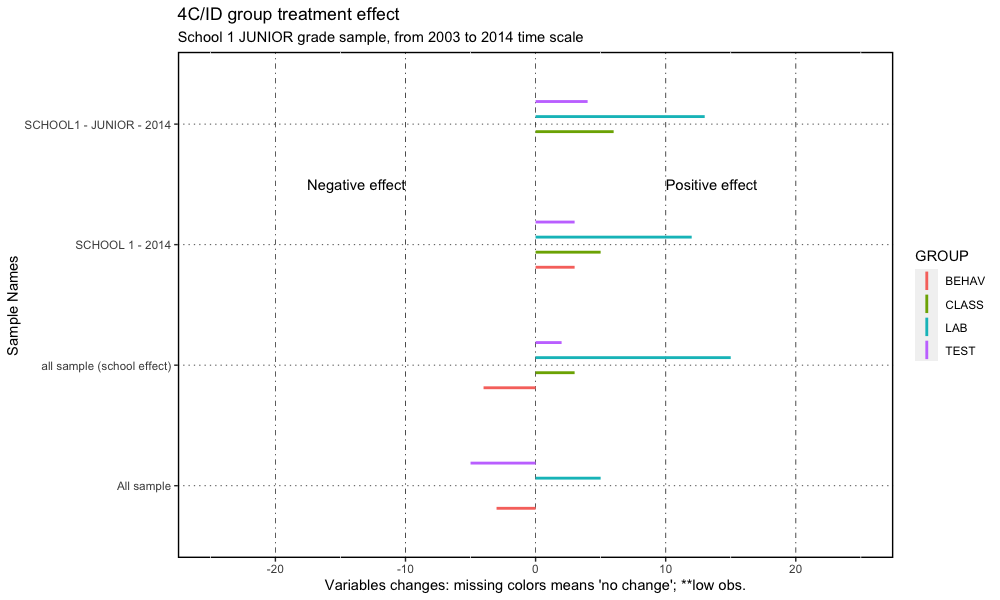 4C/ID group treatment effect
School 1 JUNIOR grade sample, from 2003 to 2014 time scale
SCHOOL1 - JUNIOR - 2014
Negative effect
Positive effect
SCHOOL 1 - 2014
all sample (school effect)
All sample
Sample Names
-20
-10
0
10
20
Variables changes: missing colors means 'no change'; **low obs.
GROUP
BEHAV
CLASS
LAB
TEST